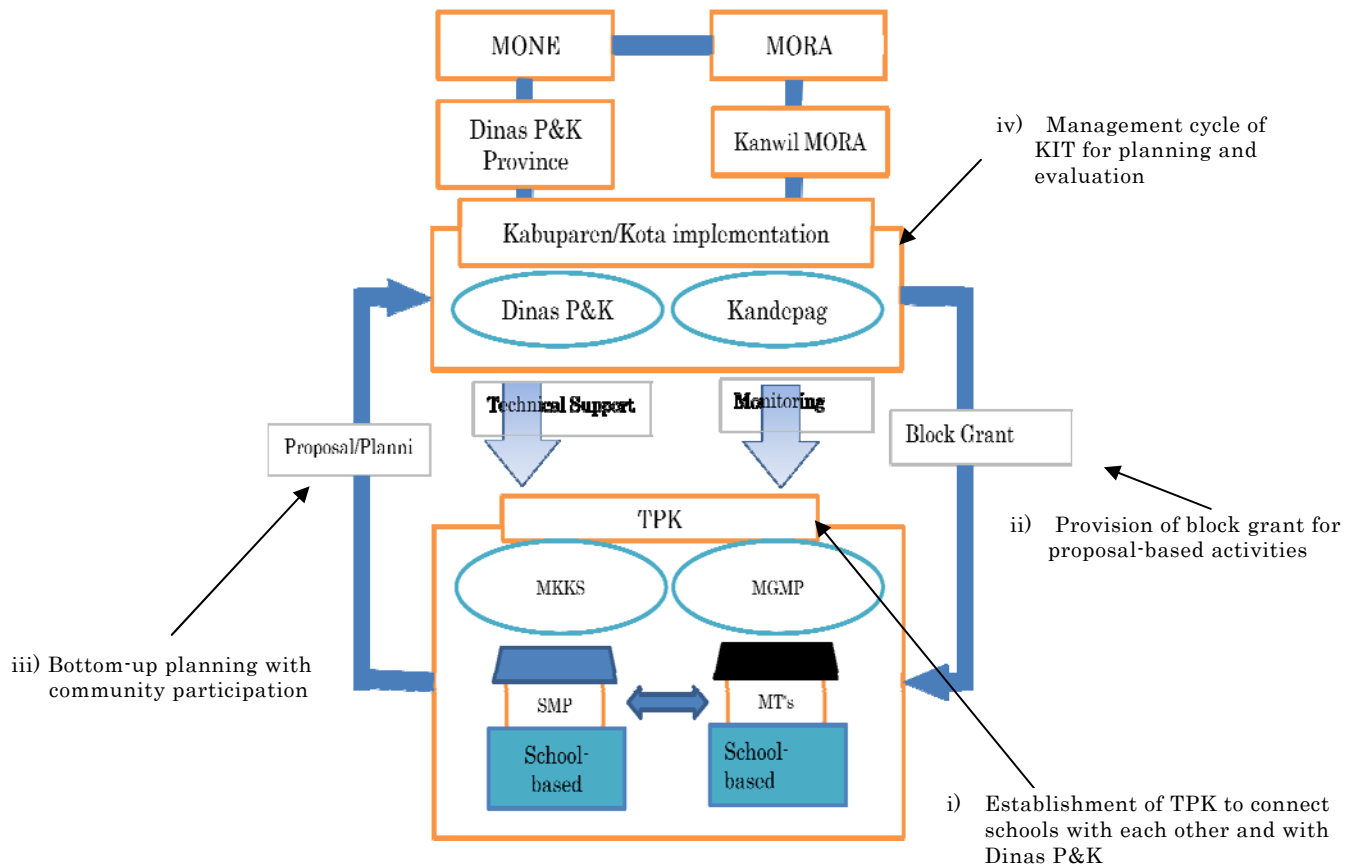 MONE
MORA
Dinas P&K
Province
Kanwil MORA
iv) Management cycle of
KIT for planning and
evaluation
Kabuparen/Kota implementation
Dinas P&K
Kandepag
Technical Support
Monitoring
Proposal/Planni
Block Grant
ii) Provision of block grant for
proposal-based activities
TPK
MKKS
MGMP
iii) Bottom-up planning with
community participation
SMP
MT's
School-
based
School-
based
i) Establishment of TPK to connect
schools with each other and with
Dinas P&K